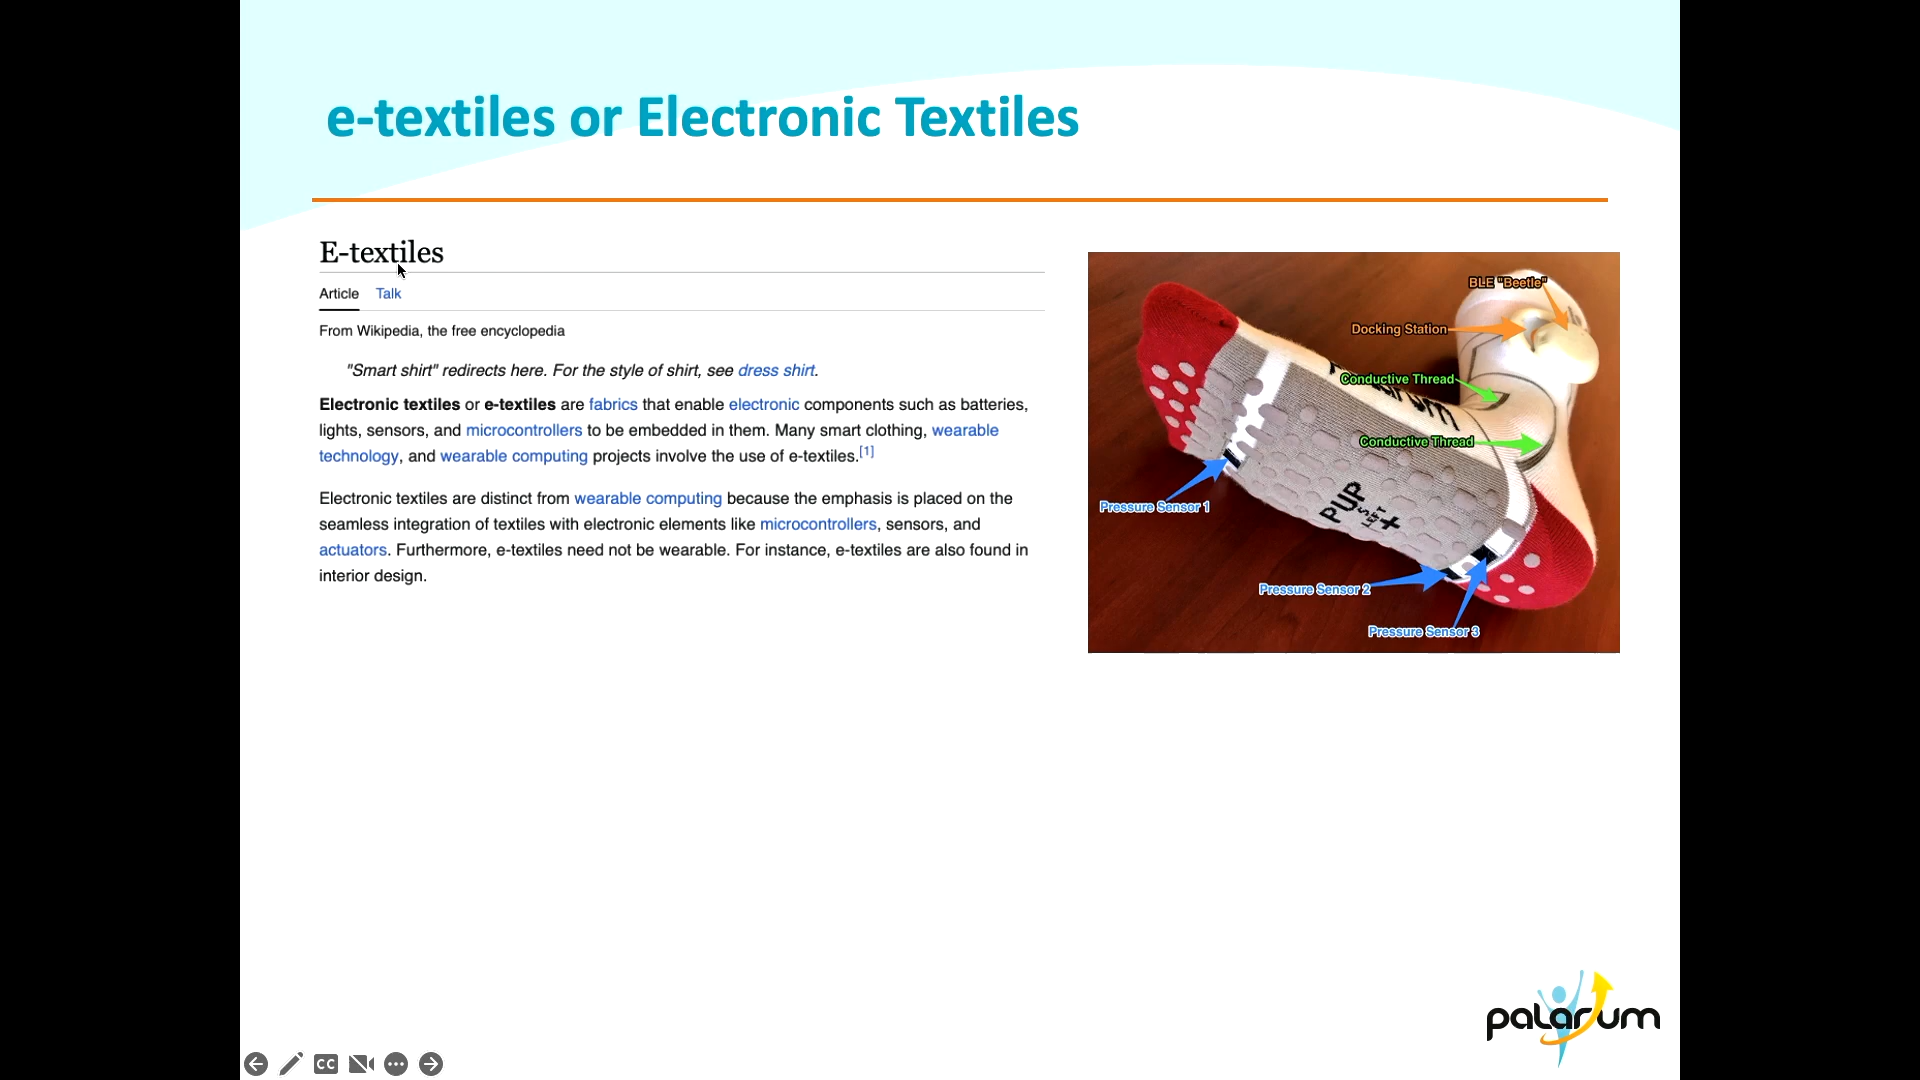 e-textiles or Electronic Textiles
E-textiles
Article Talk
From Wikipedia, the free encyclopedia
"Smart shirt" redirects here. For the style of shirt, see dress shirt.
Electronic textiles or e-textiles are fabrics that enable electronic components such as batteries,
lights, sensors, and microcontrollers to be embedded in them. Many smart clothing, wearable
technology, and wearable computing projects involve the use of e-textiles.[1]
Electronic textiles are distinct from wearable computing because the emphasis is placed on the
seamless integration of textiles with electronic elements like microcontrollers, sensors, and
actuators. Furthermore, e-textiles need not be wearable. For instance, e-textiles are also found in
interior design.
BLE "Beetle"
Docking Station
Conductive Thread
Conductive Thread
Pressure Sensor 1
PUP
LEFT
Pressure Sensor 2
Pressure Sensor 3
palarum
CC